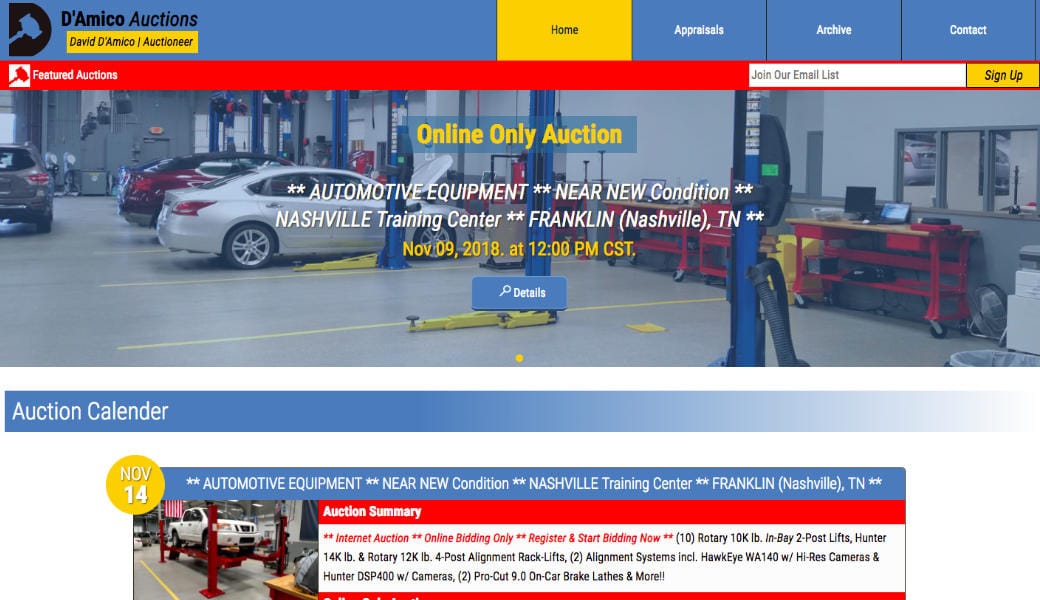 D'Amico Auctions
David D'Amico | Auctioneer
Home
Appraisals
Archive
Contact
Featured Auctions
Join Our Email List
Sign Up
Online Only Auction
** AUTOMOTIVE EQUIPMENT ** NEAR NEW Condition **
NASHVILLE Training Center ** FRANKLIN (Nashville), TN **
Nov 09, 2018. at 12:00 PM CST.
Details
Auction Calender
NOV
14
** AUTOMOTIVE EQUIPMENT ** NEAR NEW Condition ** NASHVILLE Training Center ** FRANKLIN (Nashville), TN **
Auction Summary
** Internet Auction ** Online Bidding Only ** Register & Start Bidding Now ** (10) Rotary 10K lb. In-Bay 2-Post Lifts, Hunter
14K lb. & Rotary 12K lb. 4-Post Alignment Rack-Lifts, (2) Alignment Systems incl. HawkEye WA140 w/ Hi-Res Cameras &
Hunter DSP400 w/ Cameras, (2) Pro-Cut 9.0 On-Car Brake Lathes & More!!